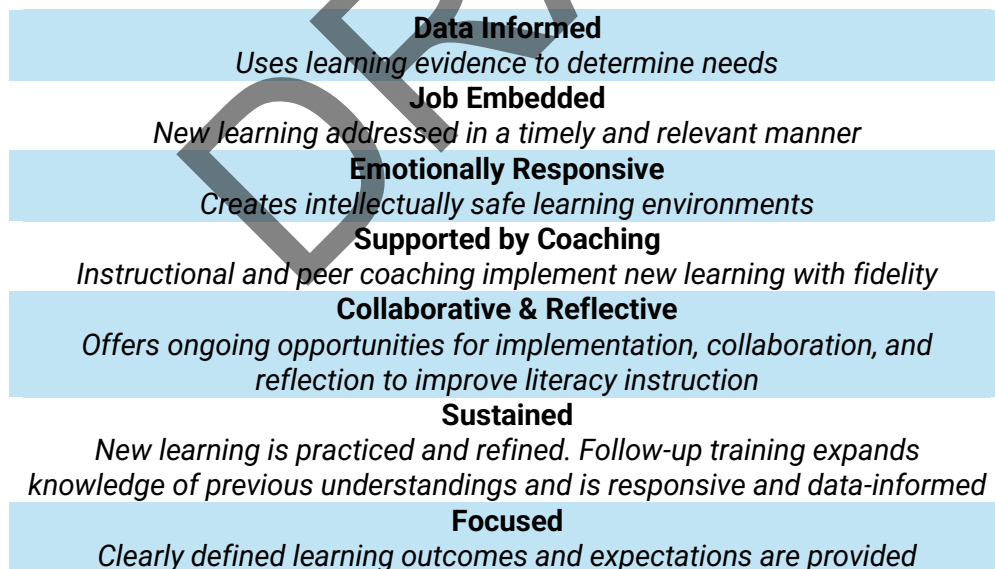 Data Informed
Uses learning evidence to determine needs
Job Embedded
New learning addressed in a timely and relevant manner
Emotionally Responsive
Creates intellectually safe learning environments
Supported by Coaching
Instructional and peer coaching implement new learning with fidelity
Collaborative & Reflective
Offers ongoing opportunities for implementation, collaboration, and
reflection to improve literacy instruction
Sustained
New learning is practiced and refined. Follow-up training expands
knowledge of previous understandings and is responsive and data-informed
Focused
Clearly defined learning outcomes and expectations are provided